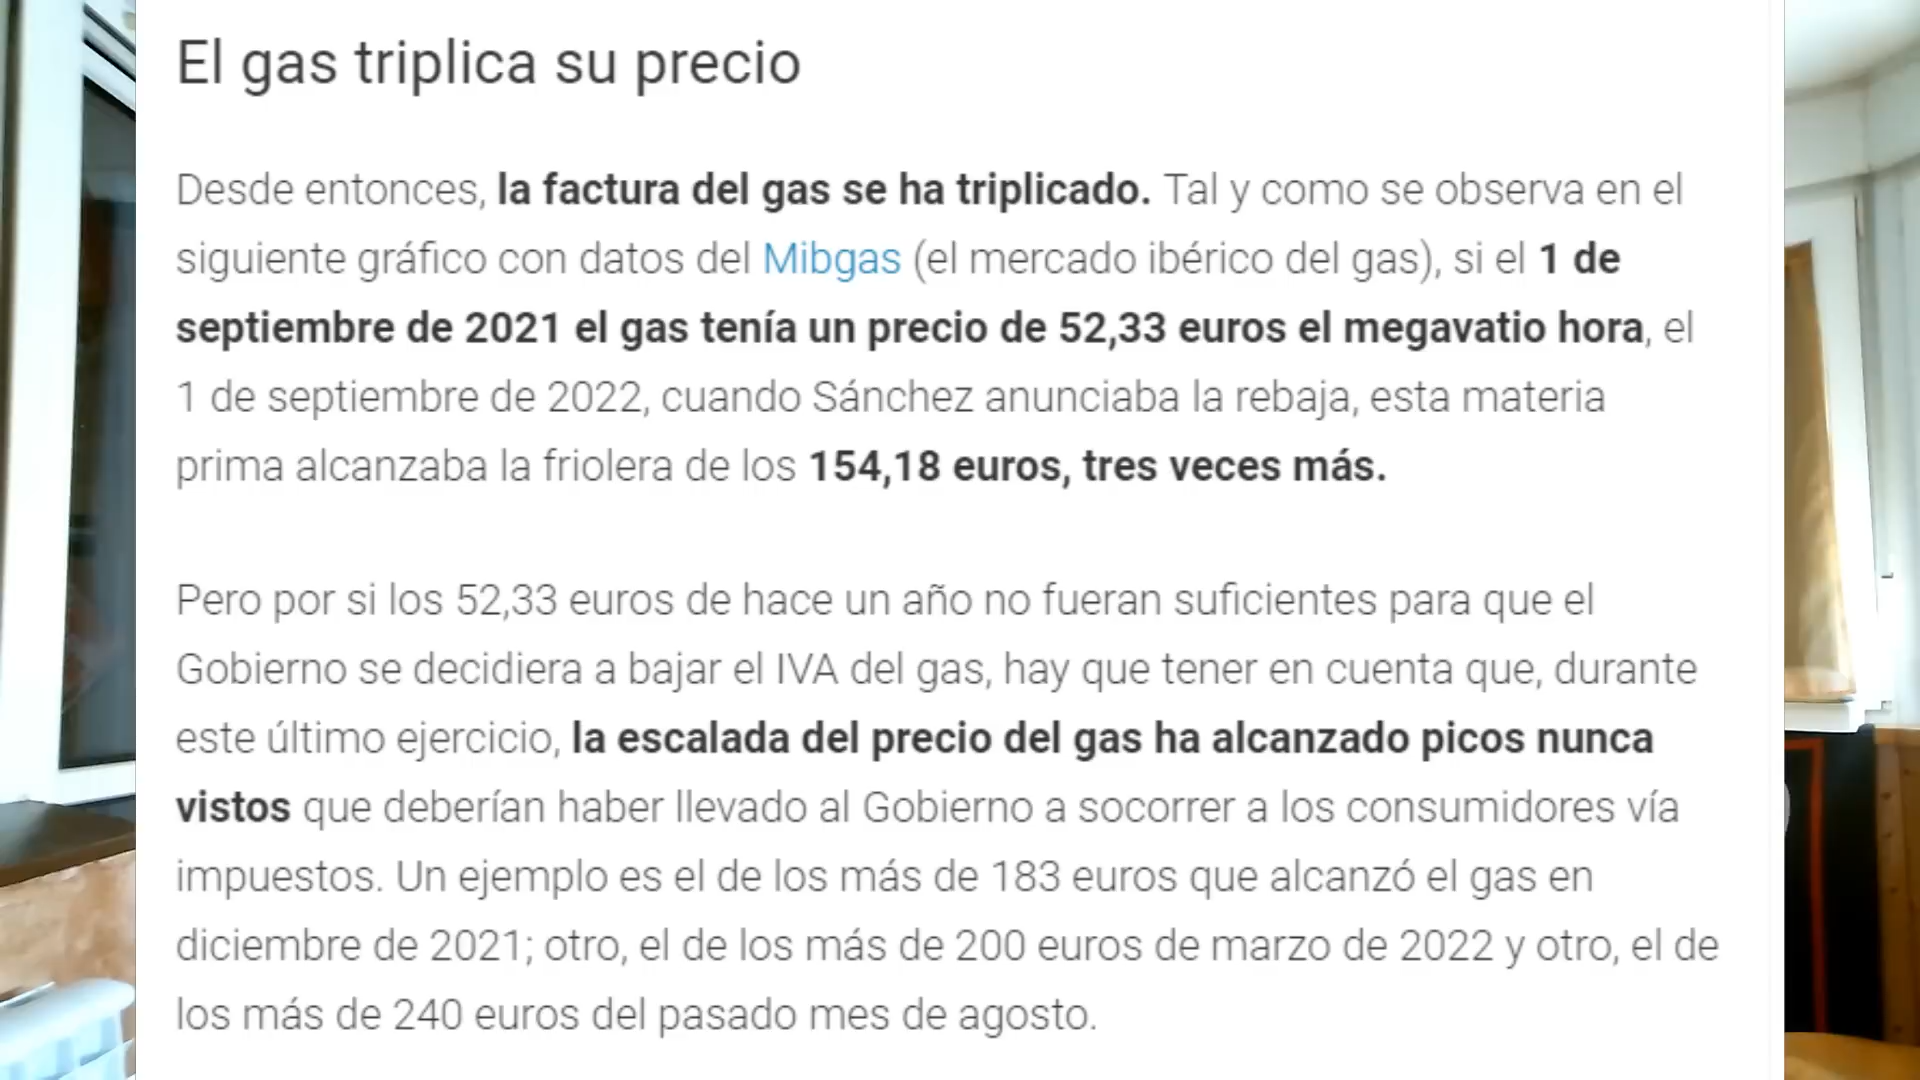 El gas triplica su precio
Desde entonces, la factura del gas se ha triplicado. Tal y como se observa en el
siguiente gráfico con datos del Mibgas (el mercado ibérico del gas), si el 1 de
septiembre de 2021 el gas tenía un precio de 52,33 euros el megavatio hora, el
1 de septiembre de 2022, cuando Sánchez anunciaba la rebaja, esta materia
prima alcanzaba la friolera de los 154,18 euros, tres veces más.
Pero por si los 52,33 euros de hace un año no fueran suficientes para que el
Gobierno se decidiera a bajar el IVA del gas, hay que tener en cuenta que, durante
este último ejercicio, la escalada del precio del gas ha alcanzado picos nunca
vistos que deberían haber llevado al Gobierno a socorrer a los consumidores vía
impuestos. Un ejemplo es el de los más de 183 euros que alcanzó el gas en
diciembre de 2021; otro, el de los más de 200 euros de marzo de 2022 y otro, el de
los más de 240 euros del pasado mes de agosto.